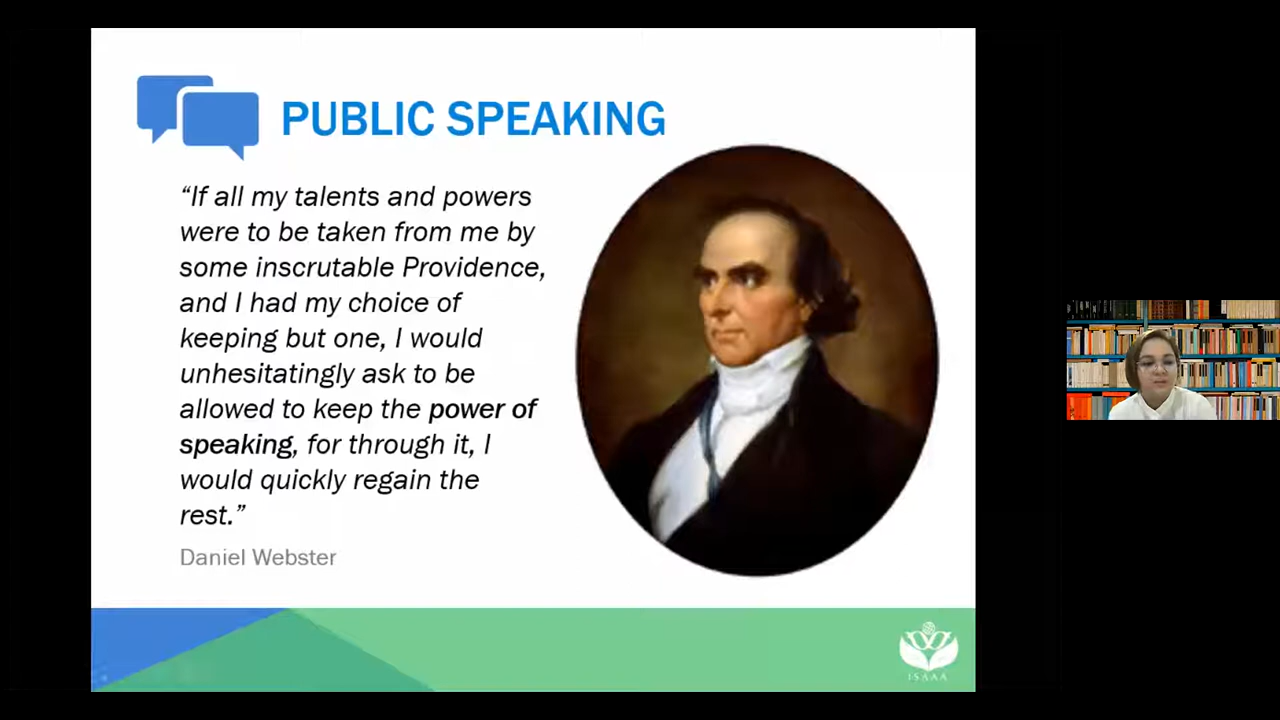 PUBLIC SPEAKING
“If all my talents and powers
were to be taken from me by
some inscrutable Providence,
and I had my choice of
keeping but one, I would
unhesitatingly ask to be
allowed to keep the power of
speaking, for through it, I
would quickly regain the
rest.”
Daniel Webster
ISAAA